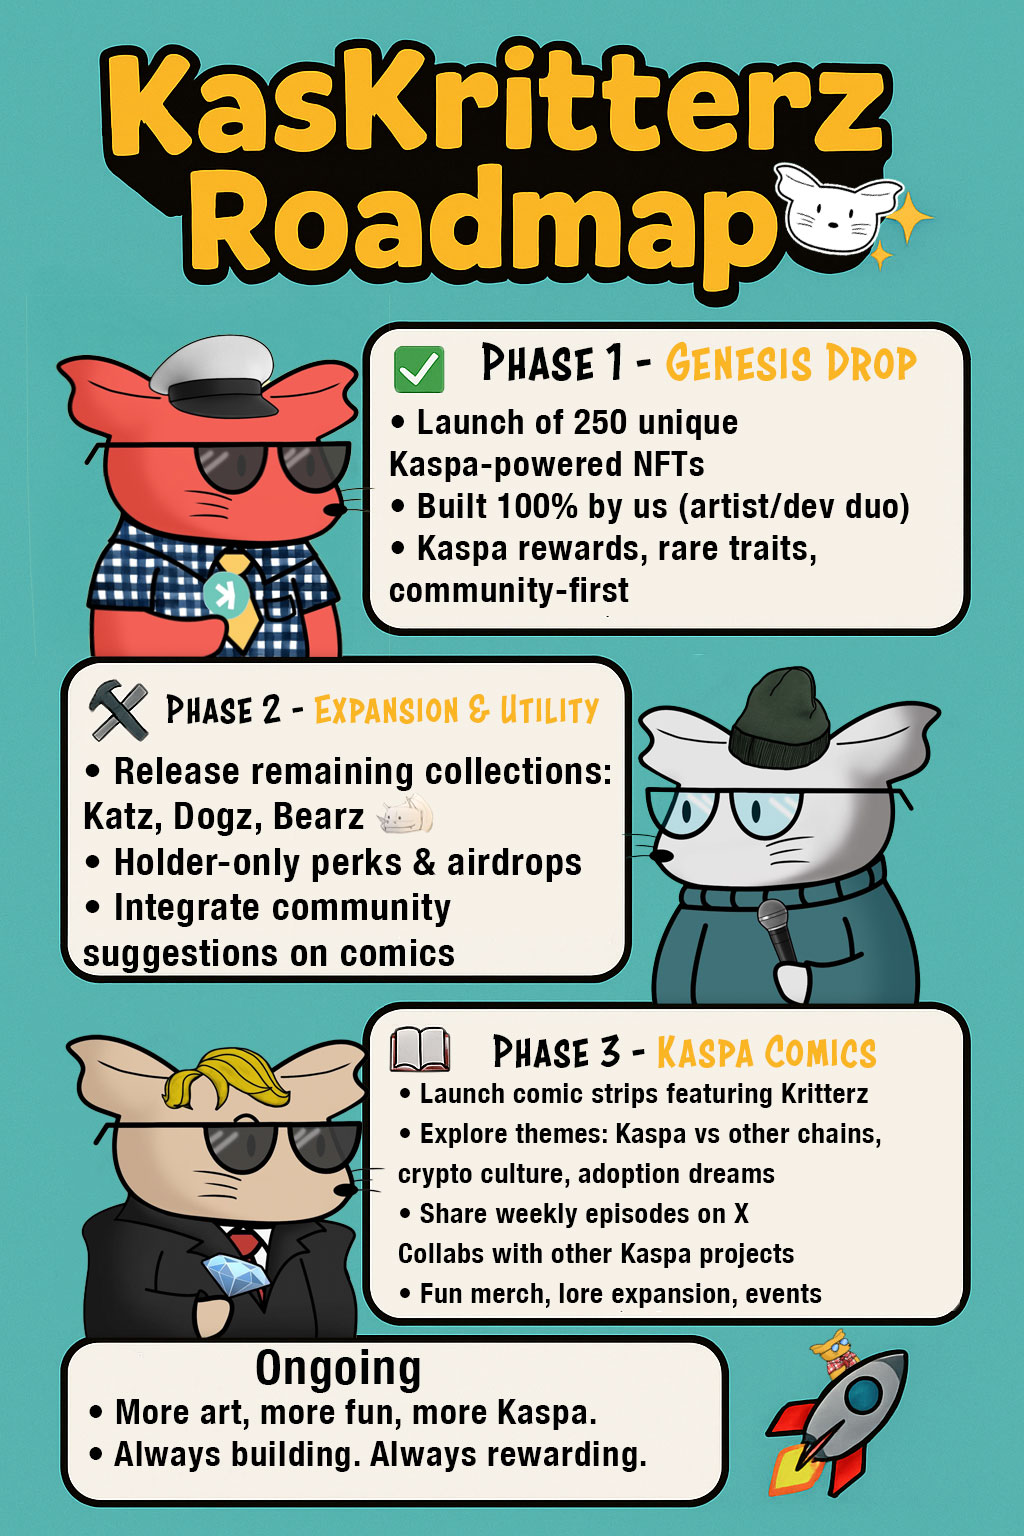 KasKritterz
Roadmap
Phase 1 - Genesis Drop
• Launch of 250 unique
Kaspa-powered NFTs
• Built 100% by us (artist/dev duo)
• Kaspa rewards, rare traits,
community-first
Phase 2 - Expansion & Utility
• Release remaining collections:
Katz, Dogz, Bearz
• Holder-only perks & airdrops
• Integrate community
suggestions on comics
Phase 3 - Kaspa Comics
• Launch comic strips featuring Kritterz
• Explore themes: Kaspa vs other chains,
crypto culture, adoption dreams
• Share weekly episodes on X
Collabs with other Kaspa projects
• Fun merch, lore expansion, events
Ongoing
• More art, more fun, more Kaspa.
• Always building. Always rewarding.